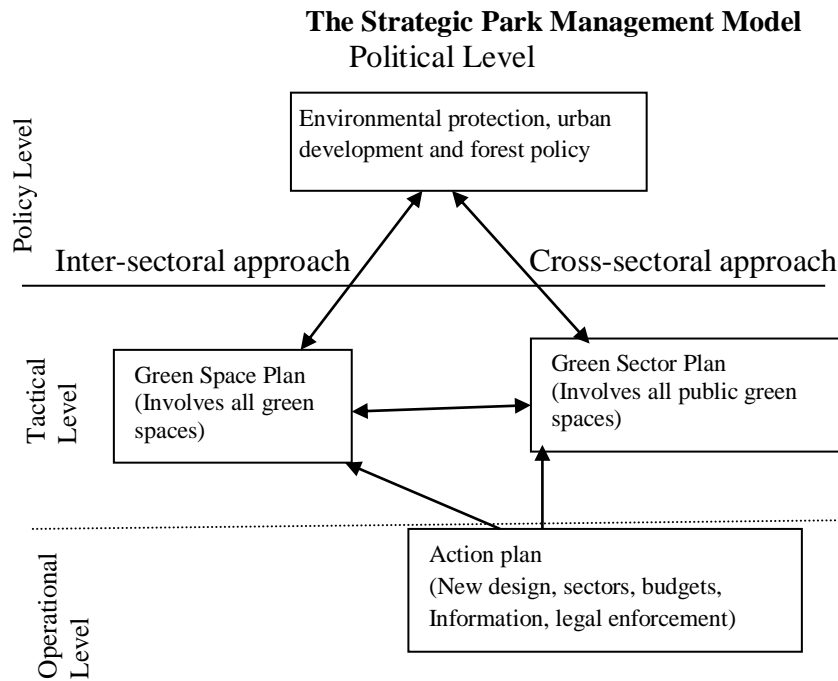 The Strategic Park Management Model
Political Level
Policy Level
Environmental protection, urban
development and forest policy
Inter-sectoral approach
Cross-sectoral approach
Tactical
Level
Green Space Plan
(Involves all green
spaces)
Green Sector Plan
(Involves all public green
spaces)
Operational
Level
Action plan
(New design, sectors, budgets,
Information, legal enforcement)